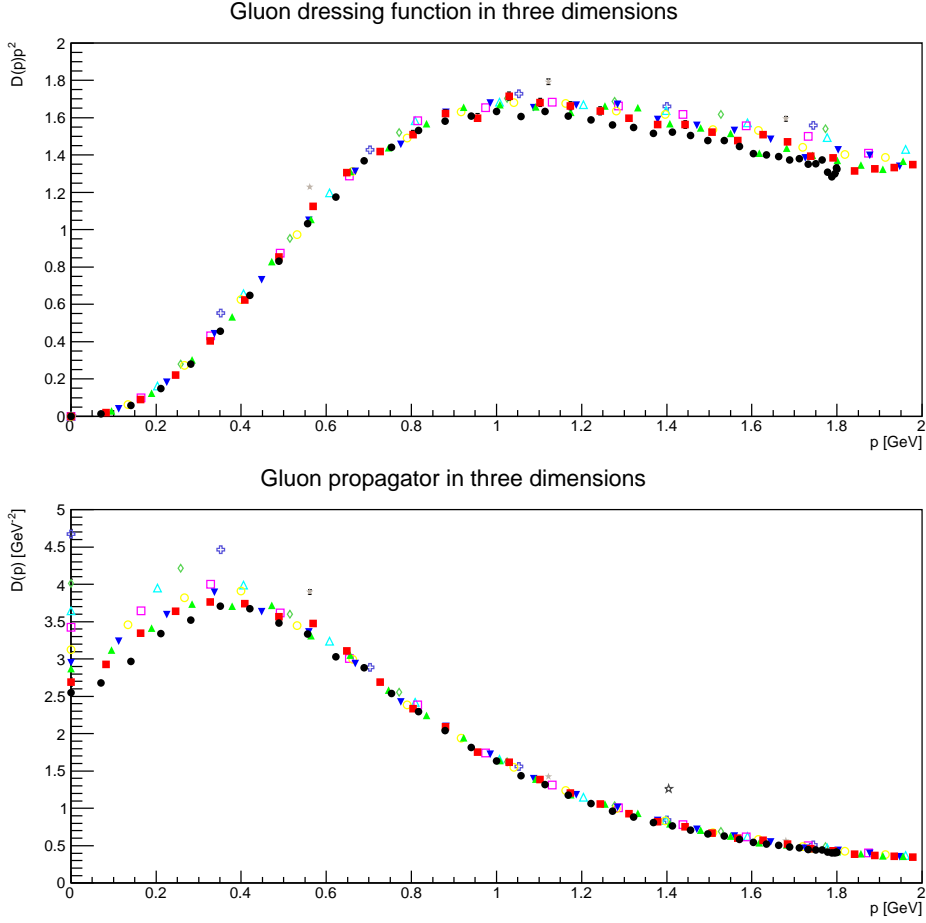 Gluon dressing function in three dimensions
D(p)p²
2
1.8
1.6
1.4
1.2
1
0.8
0.6
0.4
0.2
0
0 0.2 0.4 0.6 0.8 1 1.2 1.4 1.6 1.8 2
p [GeV]
Gluon propagator in three dimensions
D(p) [GeV⁻²]
5
4.5
4
3.5
3
2.5
2
1.5
1
0.5
0
0 0.2 0.4 0.6 0.8 1 1.2 1.4 1.6 1.8 2
p [GeV]